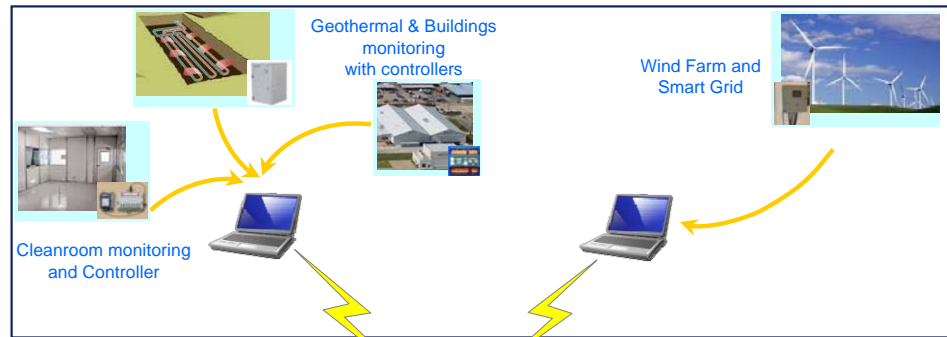 Geothermal & Buildings
monitoring
with controllers
Wind Farm and
Smart Grid
Cleanroom monitoring
and Controller